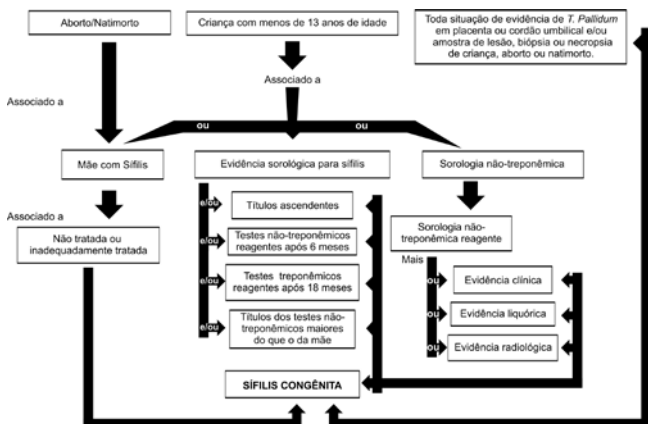 Aborto/Natimorto
Criança com menos de 13 anos de idade
Toda situação de evidência de T. Pallidum
em placenta ou cordão umbilical e/ou
amostra de lesão, biópsia ou necropsia
de criança, aborto ou natimorto.
Associado a
Associado a
ou
ou
Mãe com Sífilis
Evidência sorológica para sífilis
Sorologia não-treponêmica
Associado a
Não tratada ou
inadequadamente tratada
e/ou
Títulos ascendentes
e/ou
Testes não-treponêmicos
reagentes após 6 meses
e/ou
Testes treponêmicos
reagentes após 18 meses
e/ou
Títulos dos testes não-
treponêmicos maiores
do que o da mãe
Sorologia não-
treponêmica reagente
Mais
ou
Evidência clínica
ou
Evidência liquórica
ou
Evidência radiológica
SÍFILIS CONGÊNITA